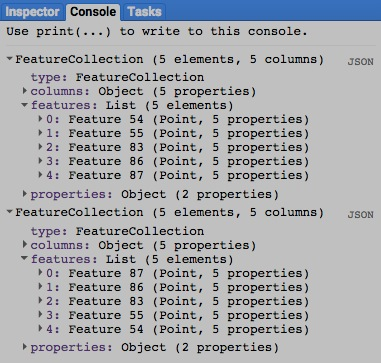 Inspector Console Tasks
Use print(...) to write to this console.
FeatureCollection (5 elements, 5 columns) JSON
type: FeatureCollection
columns: Object (5 properties)
features: List (5 elements)
0: Feature 54 (Point, 5 properties)
1: Feature 55 (Point, 5 properties)
2: Feature 83 (Point, 5 properties)
3: Feature 86 (Point, 5 properties)
4: Feature 87 (Point, 5 properties)
properties: Object (2 properties)
FeatureCollection (5 elements, 5 columns) JSON
type: FeatureCollection
columns: Object (5 properties)
features: List (5 elements)
0: Feature 87 (Point, 5 properties)
1: Feature 86 (Point, 5 properties)
2: Feature 83 (Point, 5 properties)
3: Feature 55 (Point, 5 properties)
4: Feature 54 (Point, 5 properties)
properties: Object (2 properties)